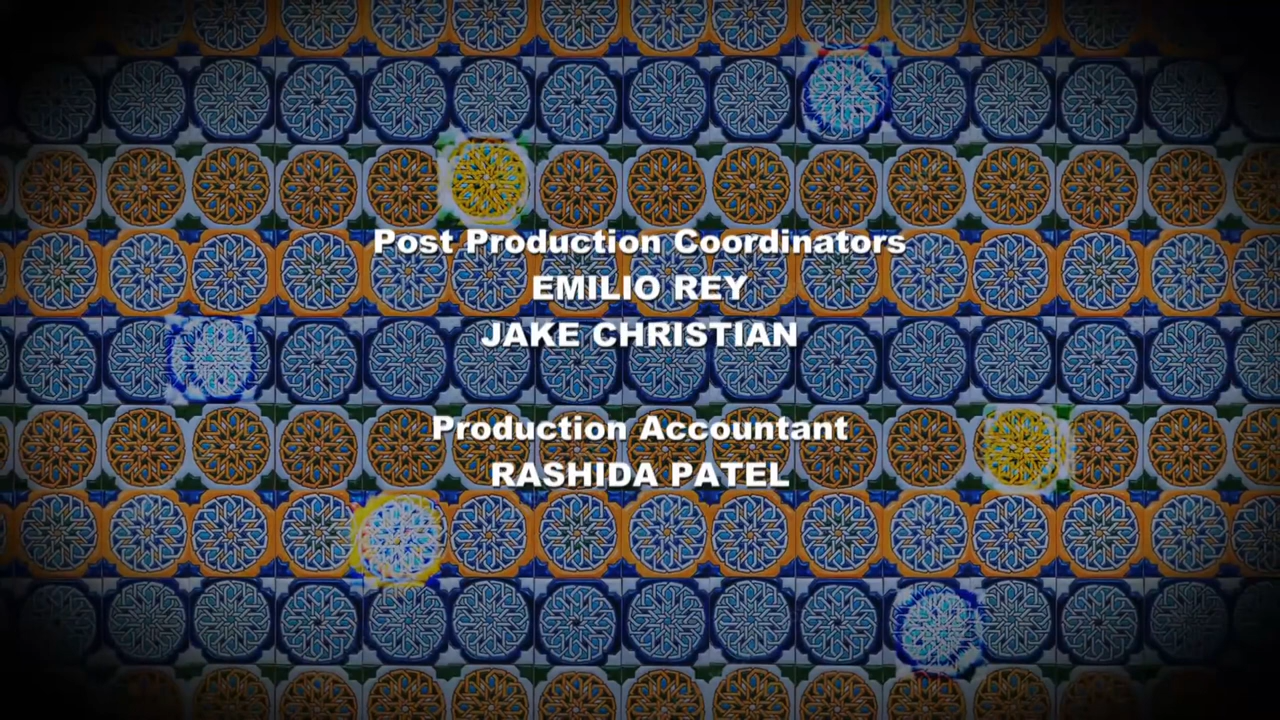 Post Production Coordinators
EMILIO REY
JAKE CHRISTIAN
Production Accountant
RASHIDA PATEL